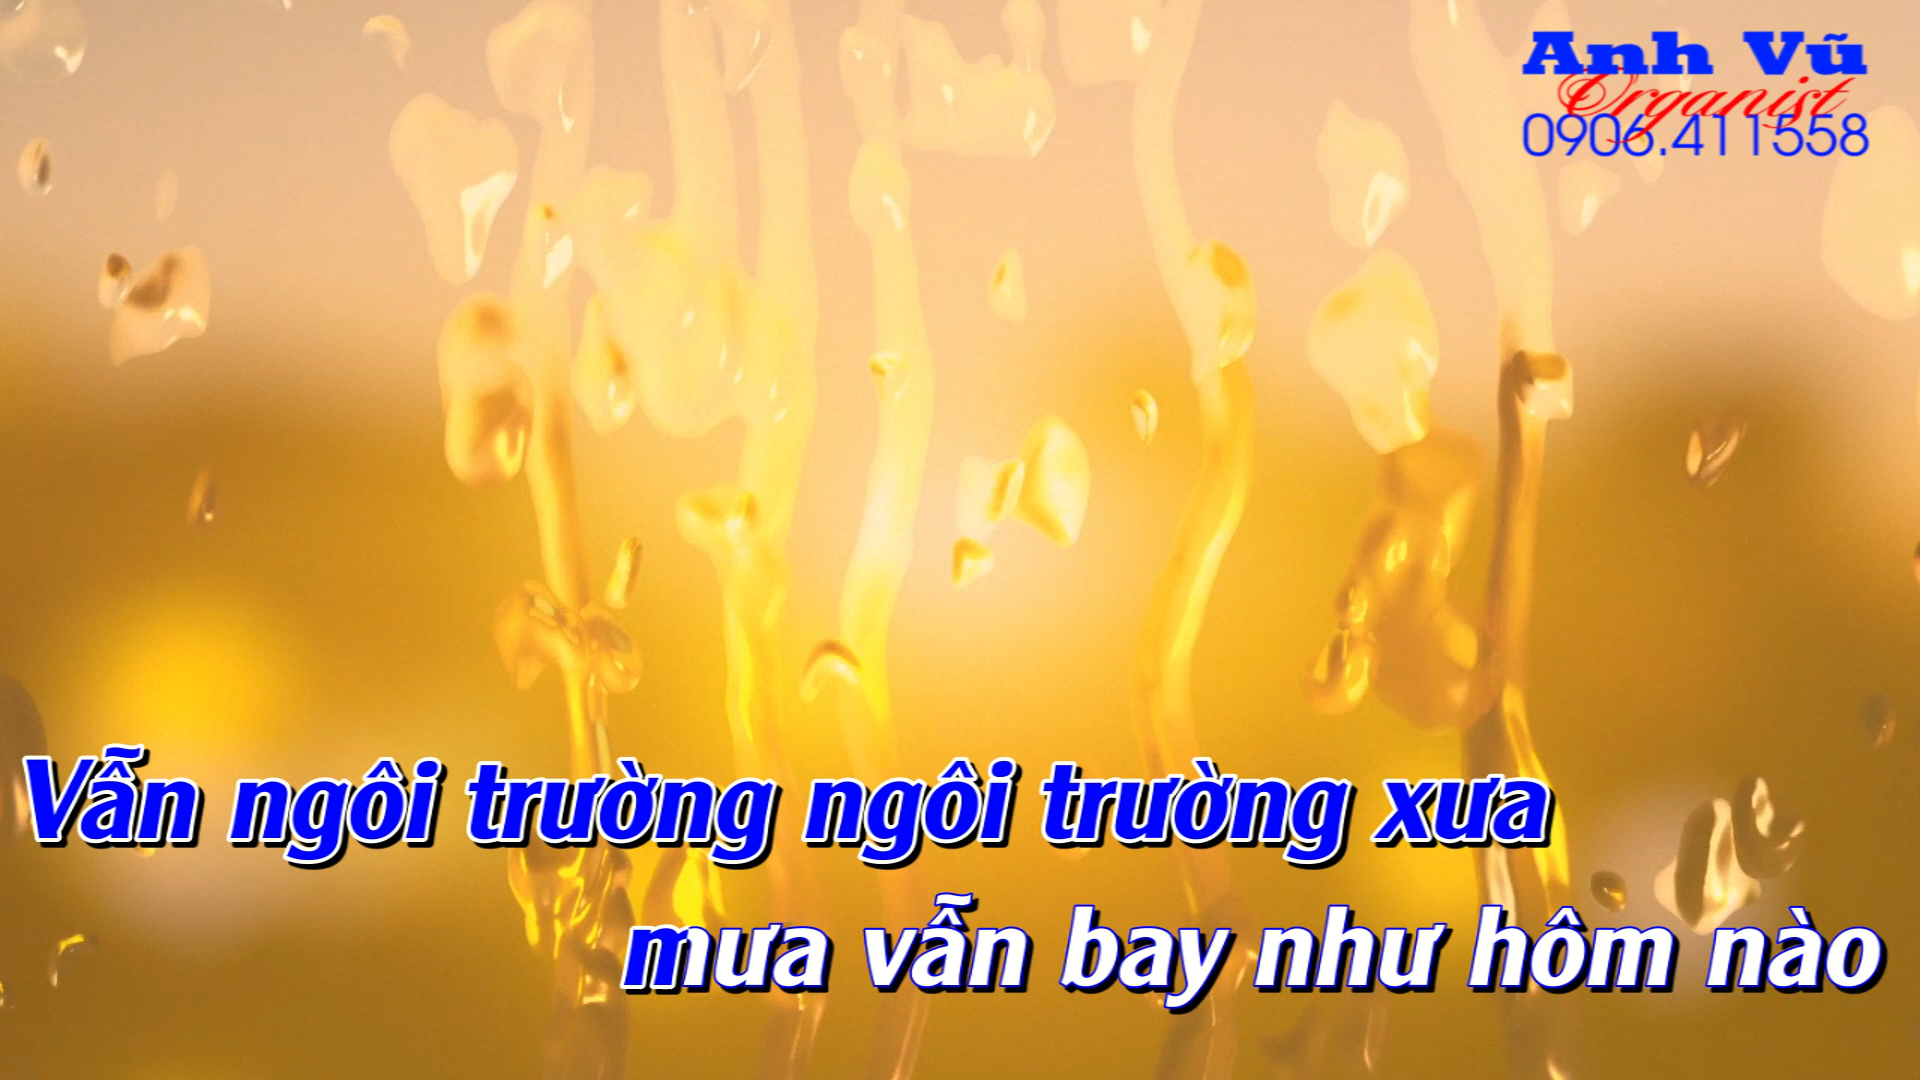 Anh Vũ
Organist
0906.411558
Vẫn ngôi trường ngôi trường xưa
mưa vẫn bay như hôm nào